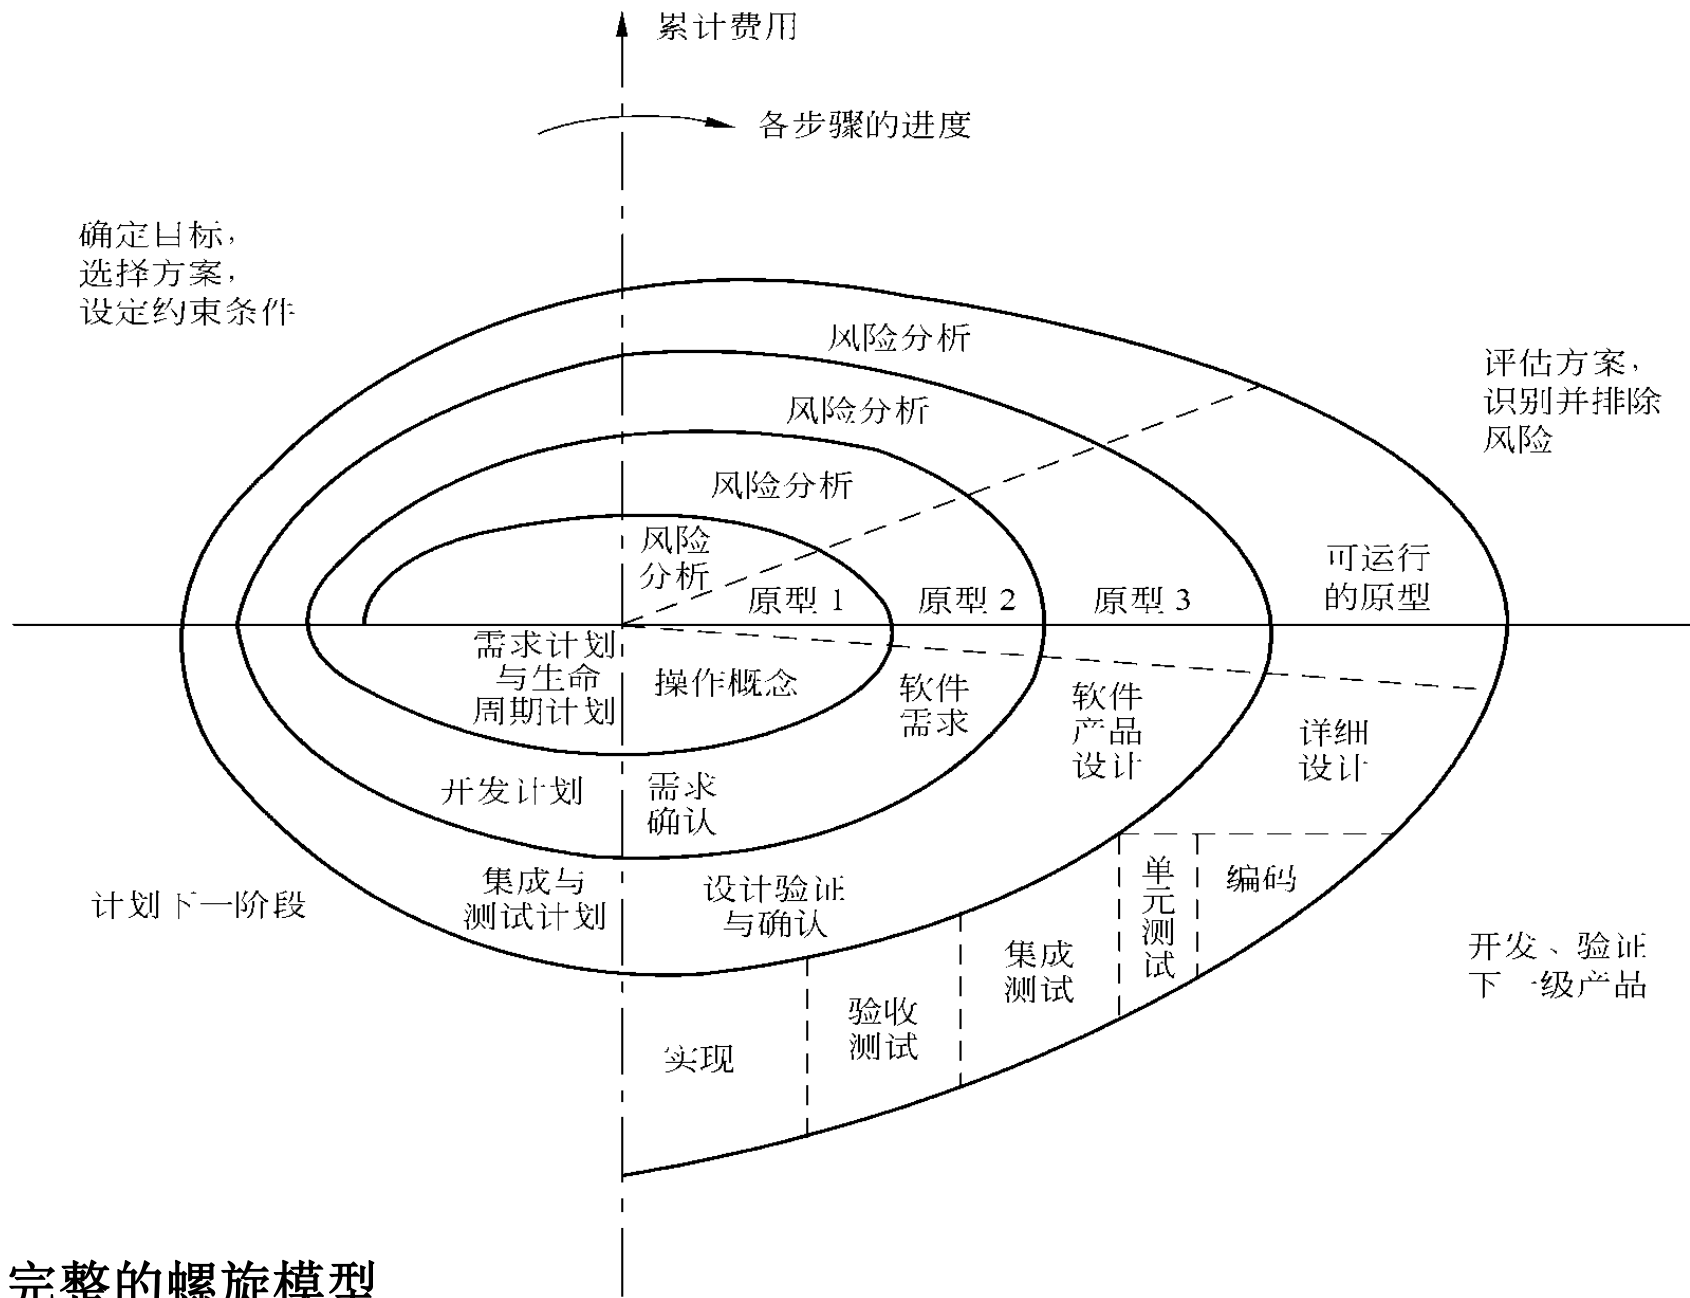 累计费用
各步骤的进度
确定目标，
选择方案，
设定约束条件
风险分析
评估方案，
识别并排除
风险
风险分析
风险分析
风险
分析
可运行
的原型
原型 1
原型 2
原型 3
需求计划
与生命
周期计划
操作概念
软件
需求
软件
产品
设计
详细
设计
开发计划
需求
确认
集成与
测试计划
设计验证
与确认
单
元
测
试
编码
计划下一阶段
开发、验证
下一级产品
集成
测试
验收
测试
实现
完整的螺旋模型